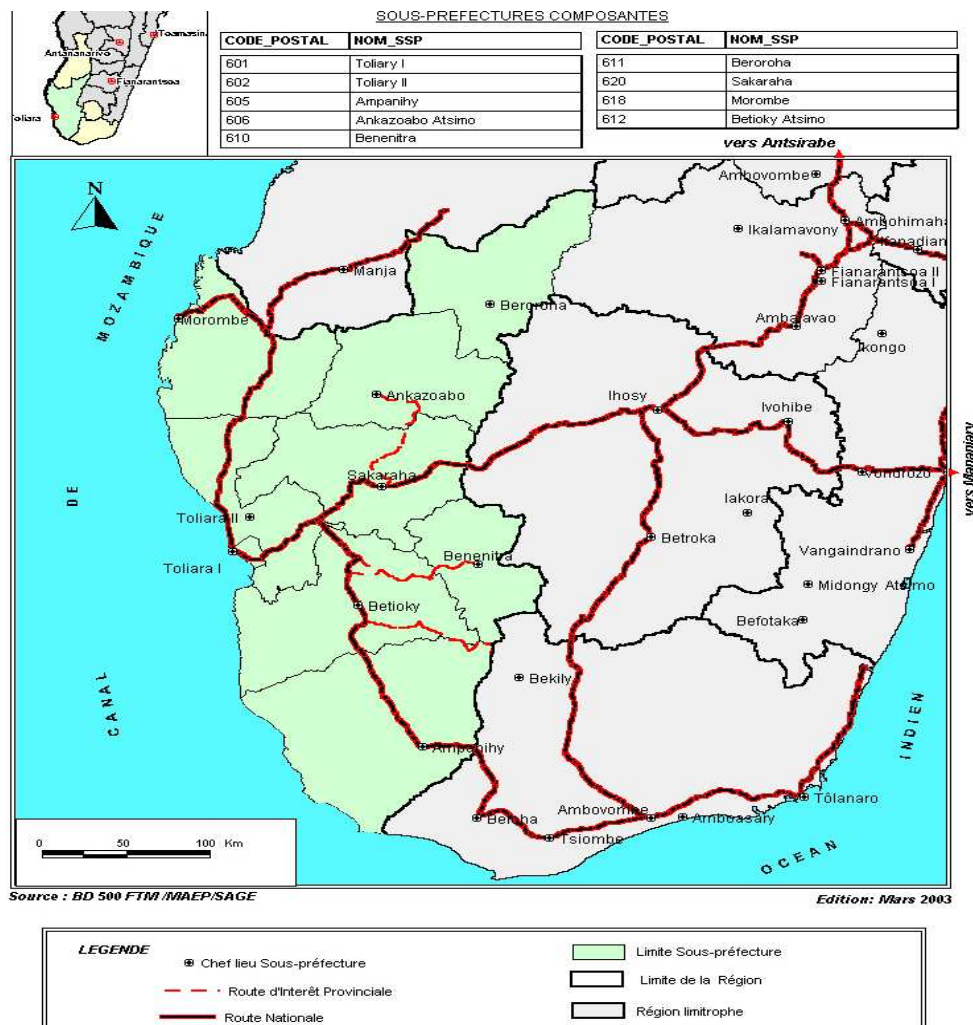 SOUS-PREFECTURES COMPOSANTES
Toamasin
Antananarivo
Fianarantsoa
Toliara
CODE_POSTAL NOM_SSP
601 Toliary I
602 Toliary II
605 Ampanihy
606 Ankazoabo Atsimo
610 Benenitra
CODE_POSTAL NOM_SSP
611 Beroroha
620 Sakaraha
618 Morombe
612 Betioky Atsimo
vers Antsirabe
N
CANAL DE MOZAMBIQUE
Ambovombe
Ikalamavony
Ambohimaha
Fianarantsoa II
Fianarantsoa I
Manja
Beroroha
Morombe
Ambalavao
Ikongo
Ankazoabo
Ihosy
Ivohibe
Sakaraha
Vondrozo
vers Manakary
Iakora
Toliara II
Betroka
Toliara I
Benenitra
Vangaindrano
Midongy Atsimo
Betioky
Befotaka
Bekily
Ampanihy
Beloha
Tsiombe
Ambovombe
Amboasary
Tôlanaro
OCEAN INDIEN
0 50 100 Km
Source : BD 500 FTM /MAEP/SAGE
Edition: Mars 2003
LEGENDE
Chef lieu Sous-préfecture
Route d'Interêt Provinciale
Route Nationale
Limite Sous-préfecture
Limite de la Région
Région limitrophe